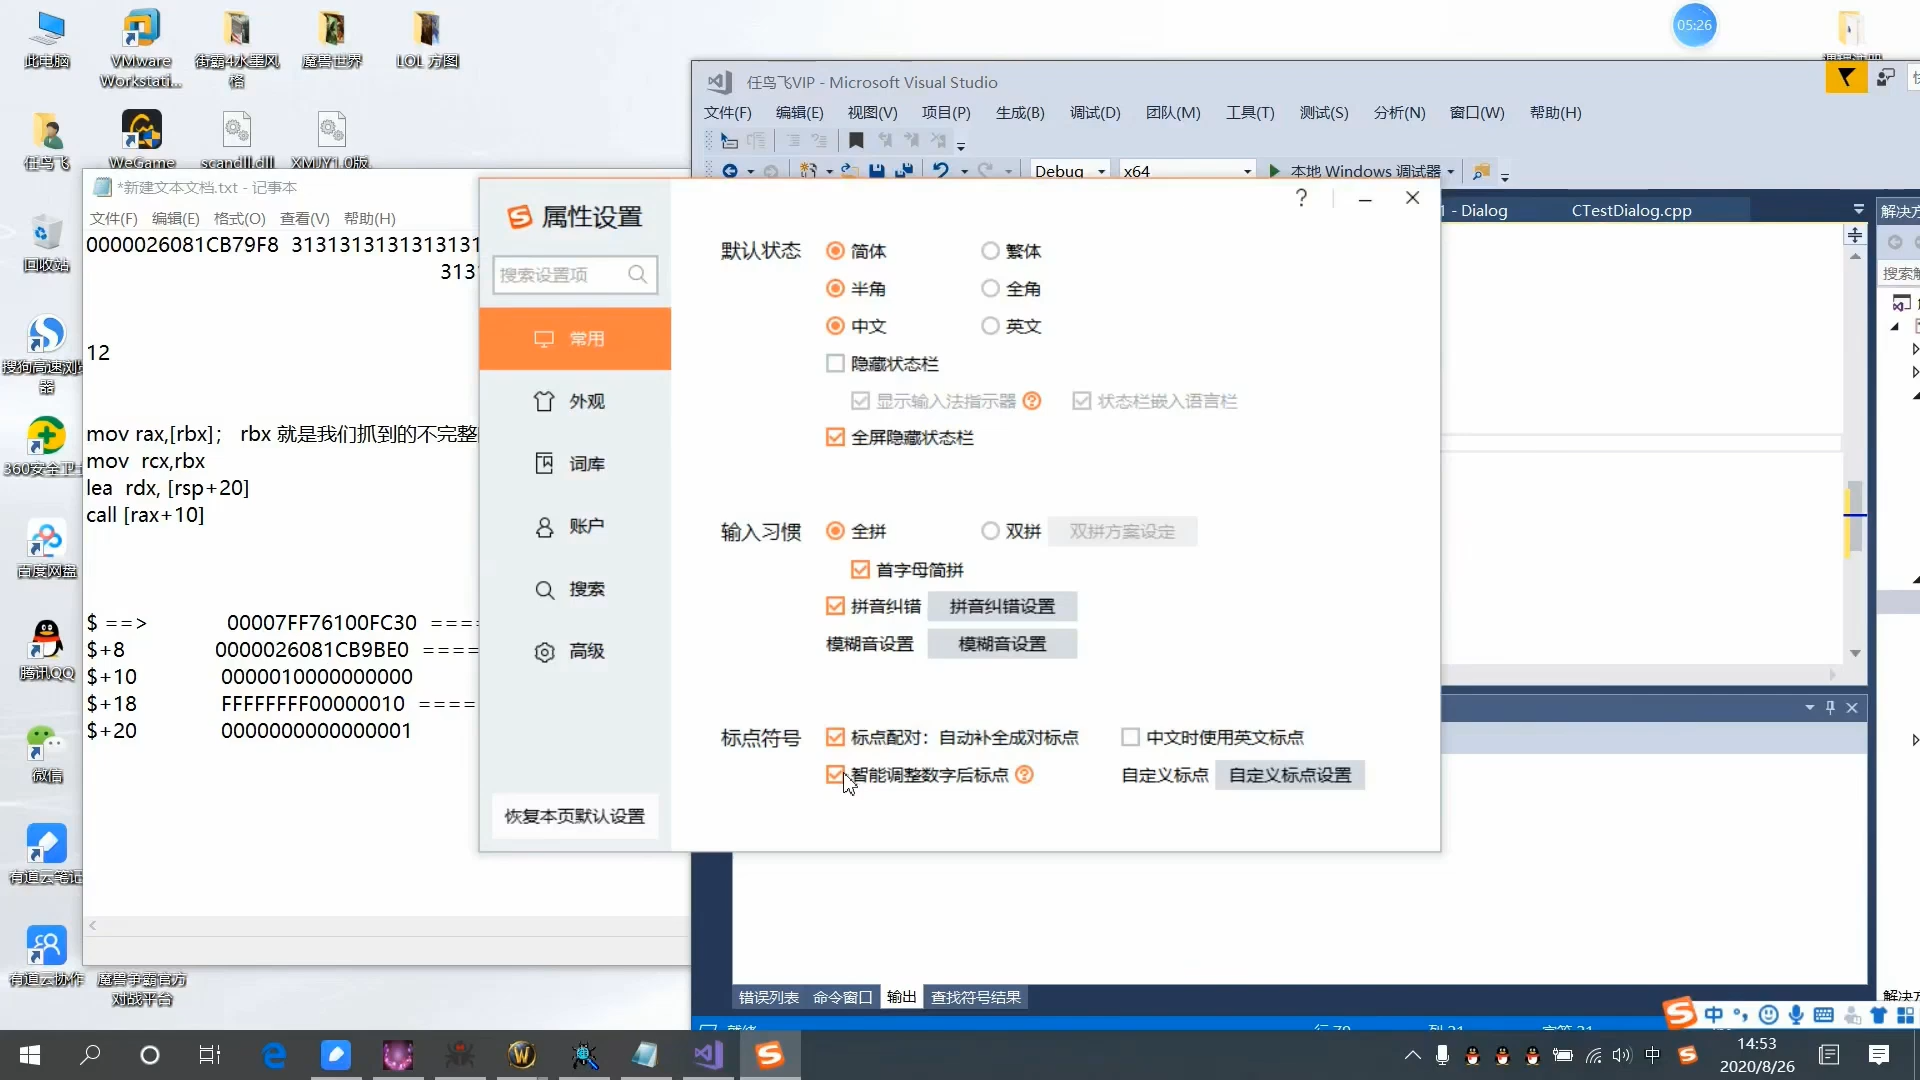 此电脑
VMware
Workstati...
街霸4水墨风
格
魔兽世界
LOL 方图
05:26
任鸟飞
WeGame
scandll.dll
XMJY1.0版
回收站
搜狗高速浏
器
360安全卫士
百度网盘
腾讯QQ
微信
有道云笔记
有道云协作
魔兽争霸官方
对战平台
*新建文本文档.txt - 记事本
文件(F) 编辑(E) 格式(O) 查看(V) 帮助(H)
0000026081CB79F8 3131313131313131
313
12
mov rax,[rbx]; rbx 就是我们抓到的不完整
mov rcx,rbx
lea rdx, [rsp+20]
call [rax+10]
$ ==> 00007FF76100FC30 ====
$+8 0000026081CB9BE0 ====
$+10 0000010000000000
$+18 FFFFFFFF00000010 ====
$+20 0000000000000001
任鸟飞VIP - Microsoft Visual Studio
文件(F) 编辑(E) 视图(V) 项目(P) 生成(B) 调试(D) 团队(M) 工具(T) 测试(S) 分析(N) 窗口(W) 帮助(H)
Debug x64 本地 Windows 调试器
1 - Dialog CTestDialog.cpp
解决方
搜索解
属性设置
搜索设置项
常用
外观
词库
账户
搜索
高级
恢复本页默认设置
默认状态 简体 繁体
半角 全角
中文 英文
隐藏状态栏
显示输入法指示器 状态栏嵌入语言栏
全屏隐藏状态栏
输入习惯 全拼 双拼 双拼方案设定
首字母简拼
拼音纠错 拼音纠错设置
模糊音设置 模糊音设置
标点符号 标点配对：自动补全成对标点 中文时使用英文标点
智能调整数字后标点 自定义标点 自定义标点设置
错误列表 命令窗口 输出 查找符号结果
解决方
中
中
14:53
2020/8/26